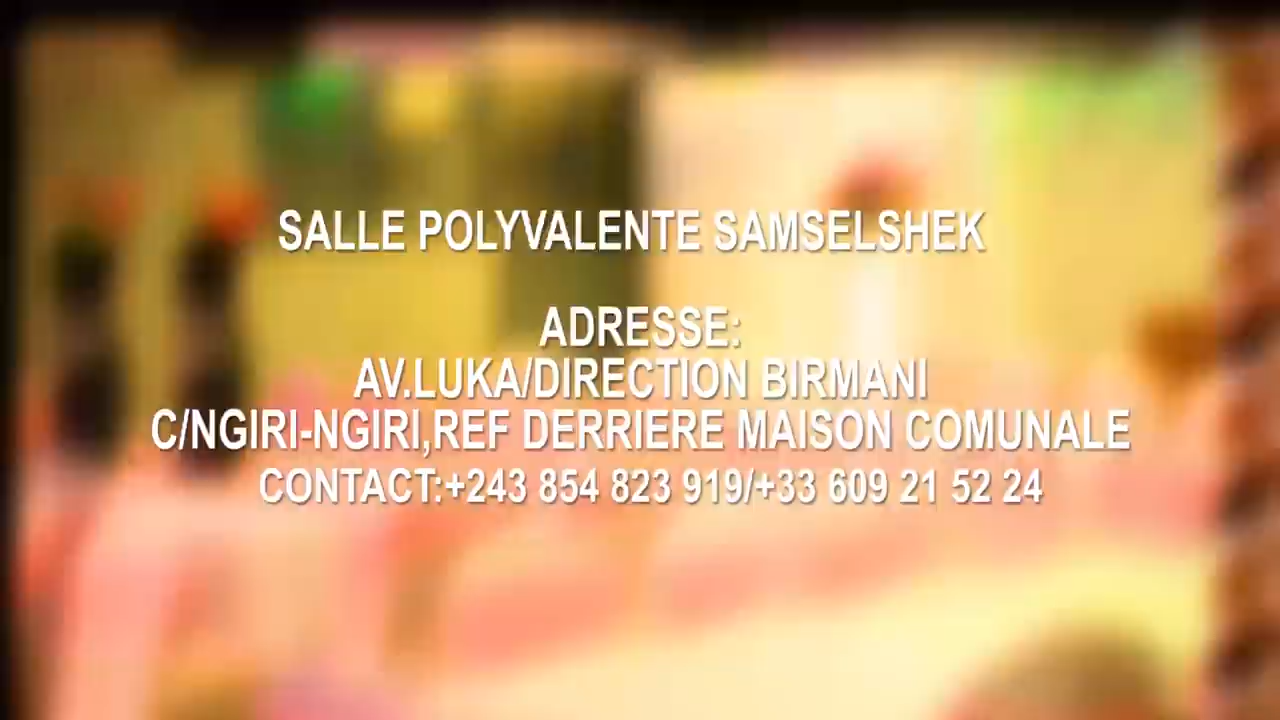 SALLE POLYVALENTE SAMSELSHEK
ADRESSE:
AV.LUKA/DIRECTION BIRMANI
C/NGIRI-NGIRI,REF DERRIERE MAISON COMUNALE
CONTACT:+243 854 823 919/+33 609 21 52 24